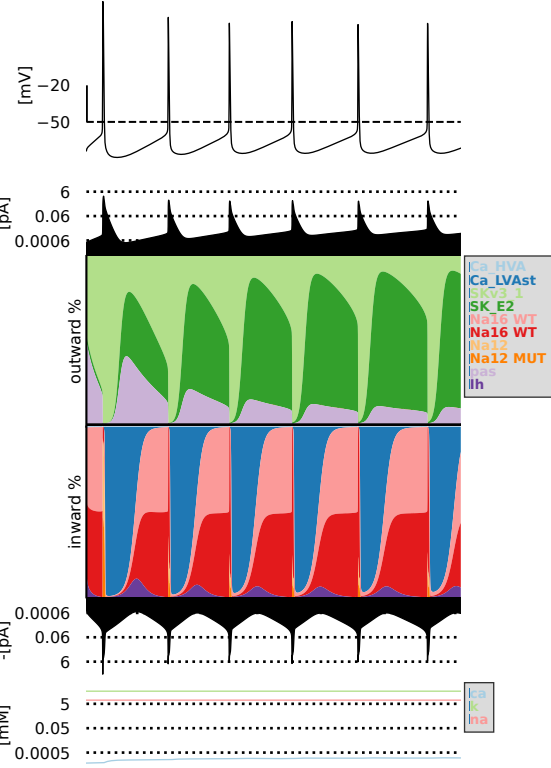 [mV]
−20
−50
[pA]
6
0.06
0.0006
outward %
Ca_HVA
Ca_LVAst
SKv3_1
SK_E2
Na16 WT
Na16 WT
Na12
Na12 MUT
pas
Ih
inward %
0.0006
0.06
6
-[pA]
ca
k
na
5
0.05
0.0005
[mM]